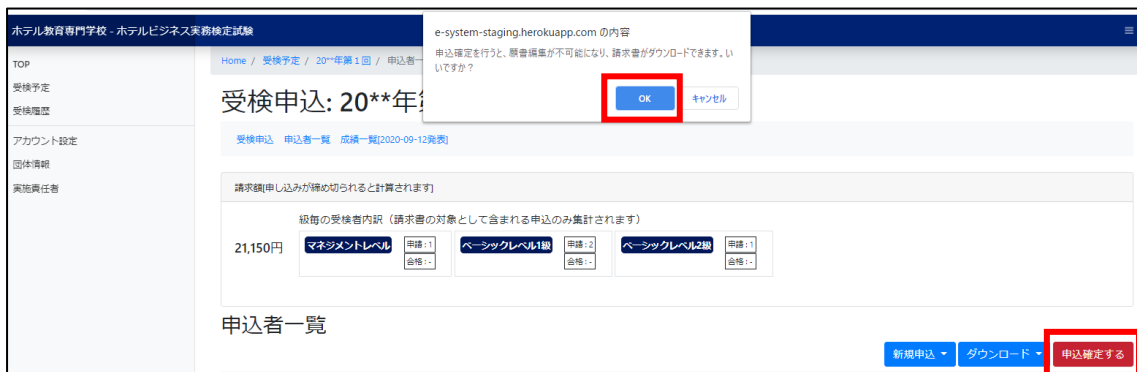 ホテル教育専門学校 - ホテルビジネス実務検定試験
e-system-staging.herokuapp.com の内容
申込確定を行うと、願書編集が不可能になり、請求書がダウンロードできます。い
いですか？
OK
キャンセル
TOP
受検予定
受検履歴
アカウント設定
団体情報
実施責任者
Home / 受検予定 / 20**年第1回 / 申込者一
受検申込: 20**年第
受検申込 申込者一覧 成績一覧[2020-09-12発表]
請求額[申し込みが締め切られると計算されます]
級毎の受検者内訳（請求書の対象として含まれる申込のみ集計されます）
21,150円
マネジメントレベル 申請:1
合格:-
ベーシックレベル1級 申請:2
合格:-
ベーシックレベル2級 申請:1
合格:-
申込者一覧
新規申込 ダウンロード 申込確定する